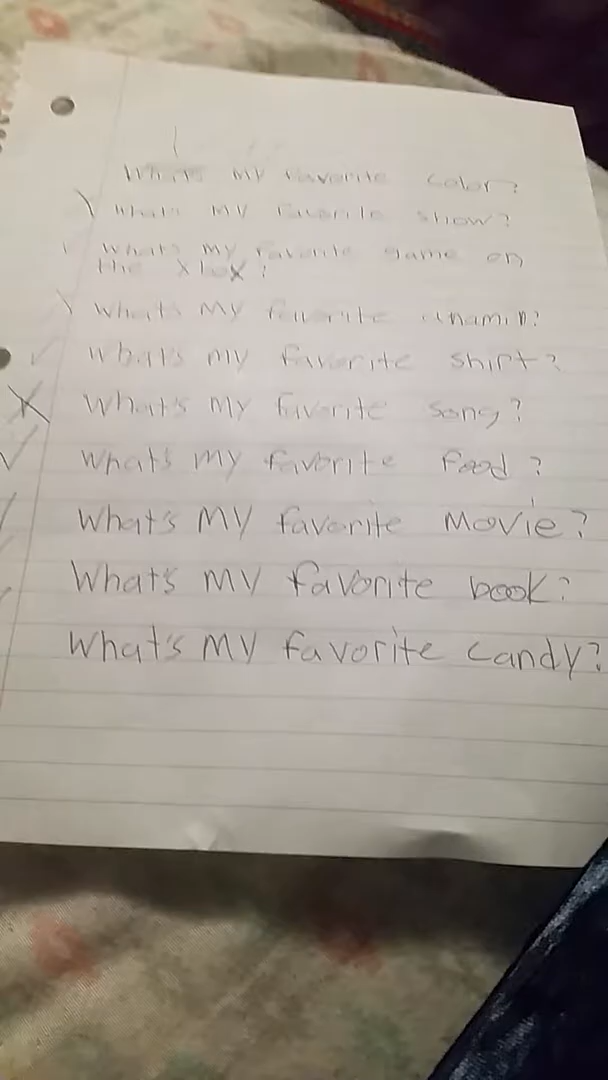 What's my favorite color?
What's my favorite show?
What's my favorite game on
the xbox?
What's my favorite
What's my favorite shirt?
What's my favorite song?
What's my favorite food?
What's my favorite movie?
What's my favorite book?
What's my favorite candy?